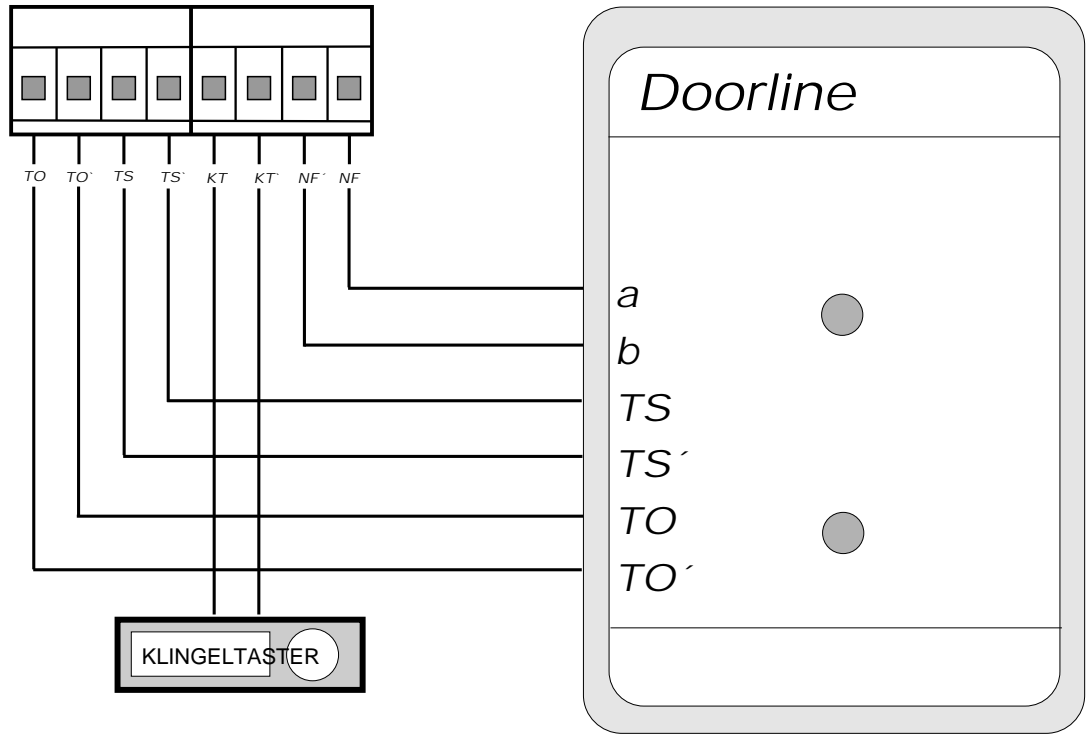 Doorline
TO TO` TS TS` KT KT` NF´ NF
a
b
TS
TS´
TO
TO´
KLINGELTASTER